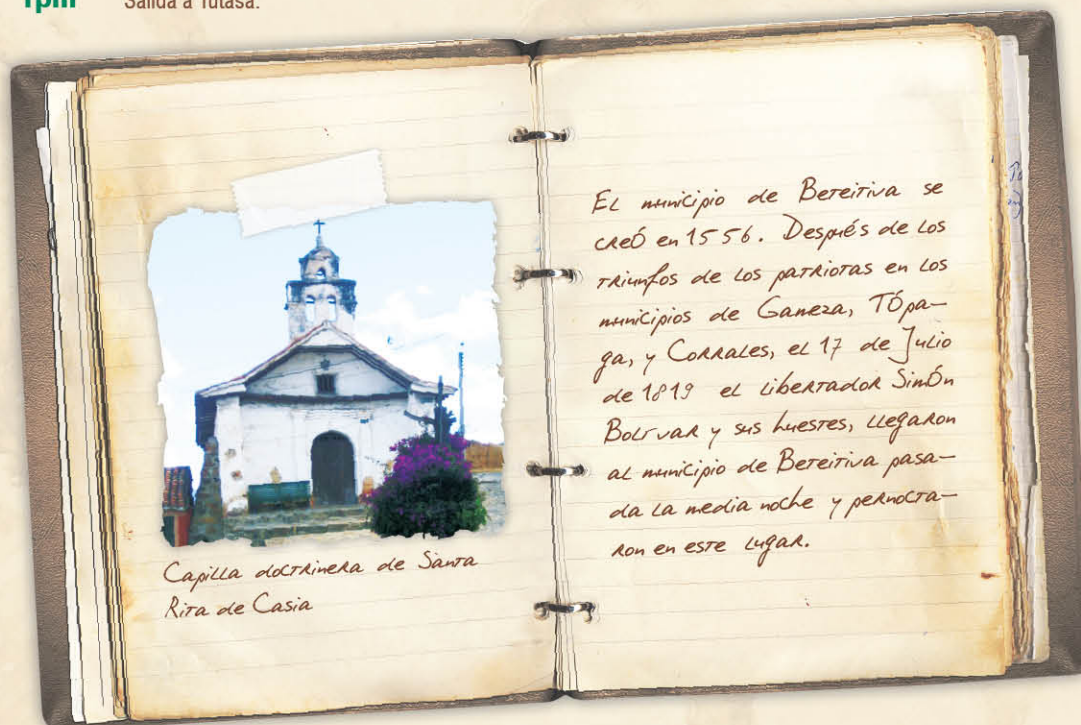 1pm Salida a Tutasá.
Capilla doctrinera de Santa
Rita de Casia
El municipio de Beteitiva se
creó en 1556. Después de los
triunfos de los patriotas en los
municipios de Gameza, Tópa-
ga, y Corrales, el 17 de Julio
de 1819 el libertador Simón
Bolívar y sus huestes, llegaron
al municipio de Beteitiva pasa-
da la media noche y pernocta-
ron en este lugar.